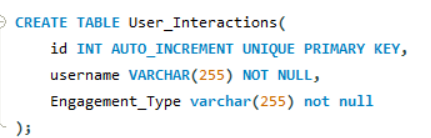 CREATE TABLE User_Interactions(
id INT AUTO_INCREMENT UNIQUE PRIMARY KEY,
username VARCHAR(255) NOT NULL,
Engagement_Type varchar(255) not null
);